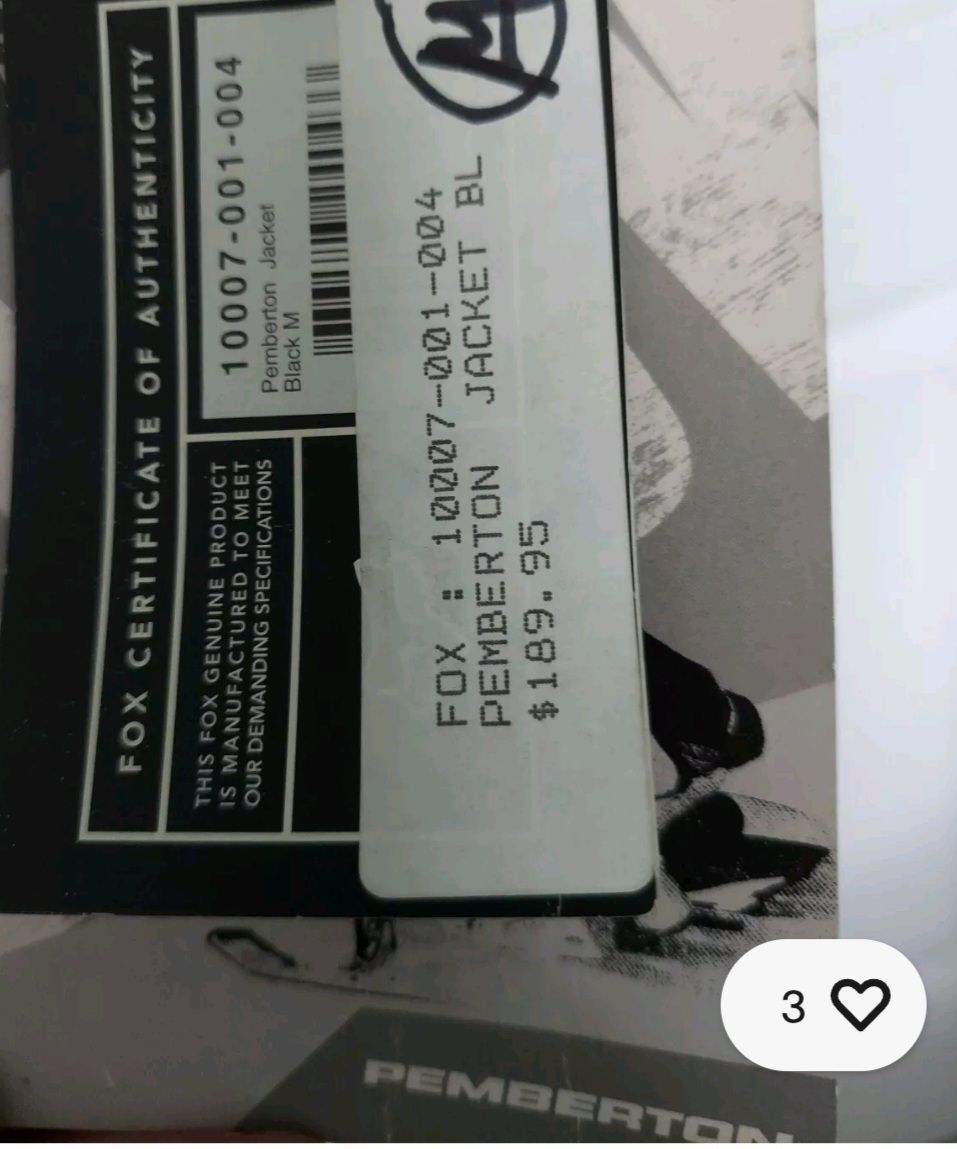 FOX CERTIFICATE OF AUTHENTICITY
THIS FOX GENUINE PRODUCT
IS MANUFACTURED TO MEET
OUR DEMANDING SPECIFICATIONS
10007-001-004
Pemberton Jacket
Black M
FOX : 10007-001-004
PEMBERTON JACKET BL
$189.95
M
PEMBERTON
3